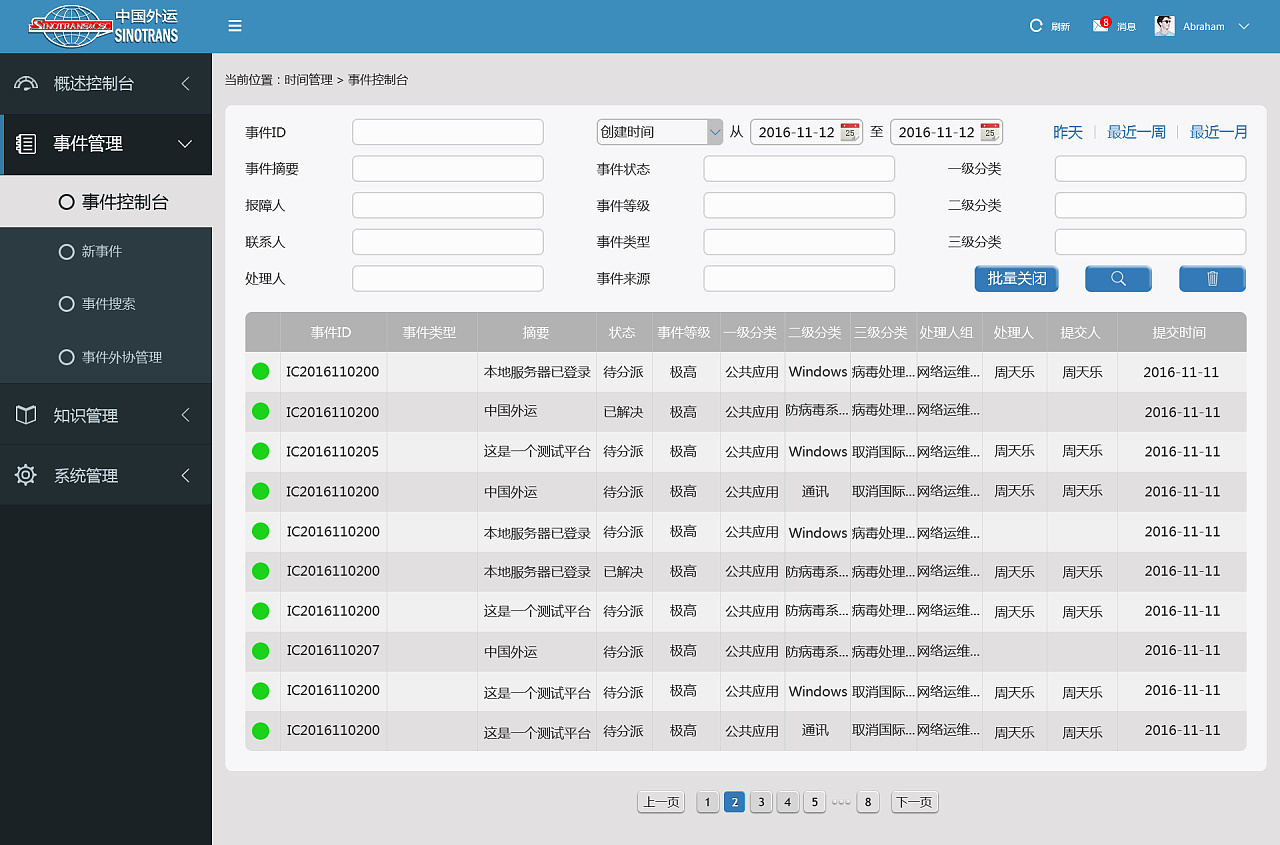 SINOTRANS&CSC 中国外运
SINOTRANS
刷新 8 消息 Abraham
概述控制台
事件管理
事件控制台
新事件
事件搜索
事件外协管理
知识管理
系统管理
当前位置：时间管理 > 事件控制台
事件ID 创建时间 从 2016-11-12 25 至 2016-11-12 25 昨天 最近一周 最近一月
事件摘要 事件状态 一级分类
报障人 事件等级 二级分类
联系人 事件类型 三级分类
处理人 事件来源 批量关闭
事件ID 事件类型 摘要 状态 事件等级 一级分类 二级分类 三级分类 处理人组 处理人 提交人 提交时间
IC2016110200 本地服务器已登录 待分派 极高 公共应用 Windows 病毒处理... 网络运维... 周天乐 周天乐 2016-11-11
IC2016110200 中国外运 已解决 极高 公共应用 防病毒系... 病毒处理... 网络运维... 2016-11-11
IC2016110205 这是一个测试平台 待分派 极高 公共应用 Windows 取消国际... 网络运维... 周天乐 周天乐 2016-11-11
IC2016110200 中国外运 待分派 极高 公共应用 通讯 取消国际... 网络运维... 周天乐 周天乐 2016-11-11
IC2016110200 本地服务器已登录 待分派 极高 公共应用 Windows 病毒处理... 网络运维... 2016-11-11
IC2016110200 本地服务器已登录 已解决 极高 公共应用 防病毒系... 病毒处理... 网络运维... 周天乐 周天乐 2016-11-11
IC2016110200 这是一个测试平台 待分派 极高 公共应用 防病毒系... 病毒处理... 网络运维... 周天乐 周天乐 2016-11-11
IC2016110207 中国外运 待分派 极高 公共应用 防病毒系... 病毒处理... 网络运维... 2016-11-11
IC2016110200 这是一个测试平台 待分派 极高 公共应用 Windows 取消国际... 网络运维... 周天乐 周天乐 2016-11-11
IC2016110200 这是一个测试平台 待分派 极高 公共应用 通讯 取消国际... 网络运维... 周天乐 周天乐 2016-11-11
上一页 1 2 3 4 5 ••• 8 下一页